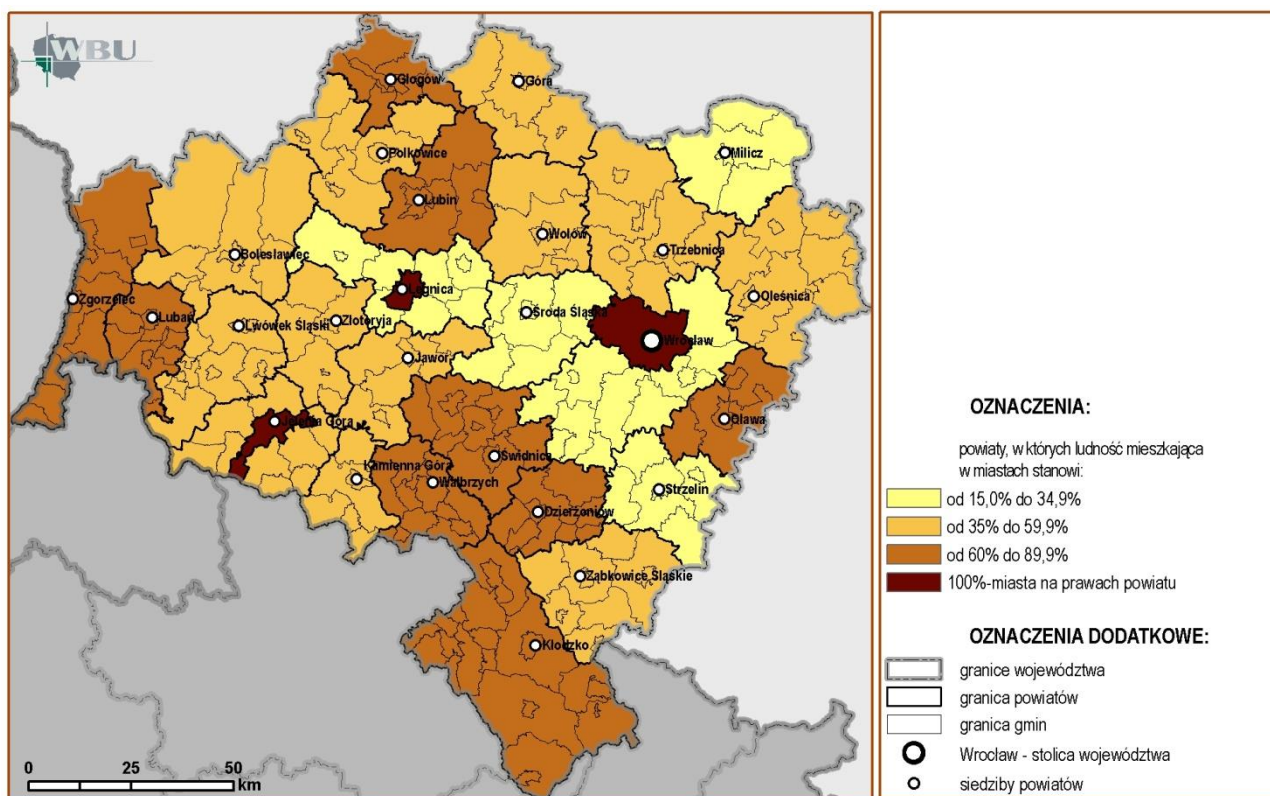 WBU
Głogów
Góra
Polkowice
Milicz
Lubin
Wołów
Trzebnica
Bolesławiec
Oleśnica
Zgorzelec
Legnica
Lubań
Lwówek Śląski
Złotoryja
Środa Śląska
Wrocław
Jawor
Jelenia Góra
Oława
Świdnica
Kamienna Góra
Wałbrzych
Strzelin
Dzierżoniów
Ząbkowice Śląskie
Kłodzko
0 25 50
km
OZNACZENIA:
powiaty, w których ludność mieszkająca
w miastach stanowi:
od 15,0% do 34,9%
od 35% do 59,9%
od 60% do 89,9%
100%-miasta na prawach powiatu
OZNACZENIA DODATKOWE:
granice województwa
granica powiatów
granica gmin
Wrocław - stolica województwa
siedziby powiatów